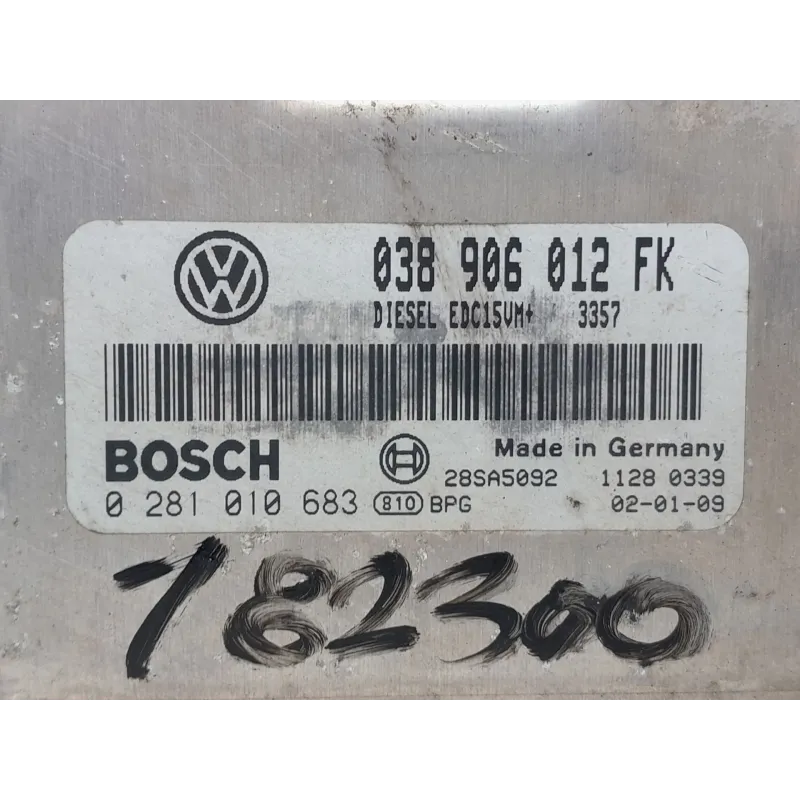 038 906 012 FK
DIESEL EDC15VM+ 3357
BOSCH
Made in Germany
28SA5092 1128 0339
0 281 010 683 810 BPG 02-01-09
182300